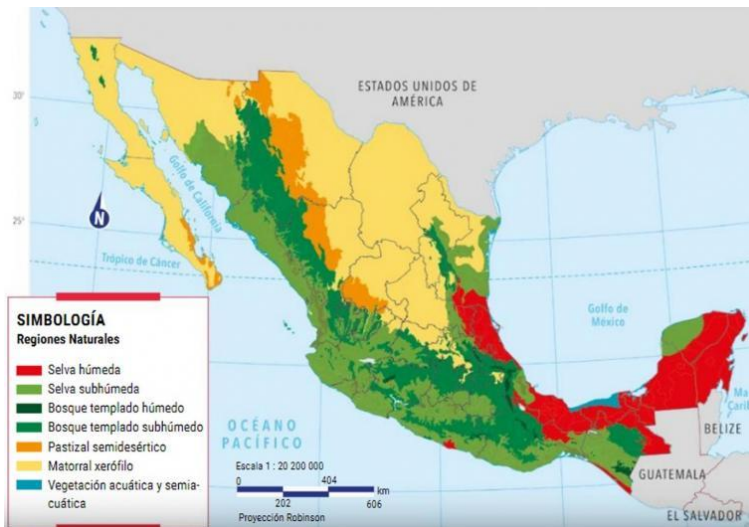 ESTADOS UNIDOS DE
AMÉRICA
30'
25'
Golfo de California
N
Trópico de Cáncer
Golfo de
México
SIMBOLOGÍA
Regiones Naturales
Selva húmeda
Selva subhúmeda
Bosque templado húmedo
Bosque templado subhúmedo
Pastizal semidesértico
Matorral xerófilo
Vegetación acuática y semia-
cuática
OCÉANO
PACÍFICO
Escala 1 : 20 200 000
0 404
km
202 606
Proyección Robinson
Ma
Carib
BELIZE
GUATEMALA
EL SALVADOR